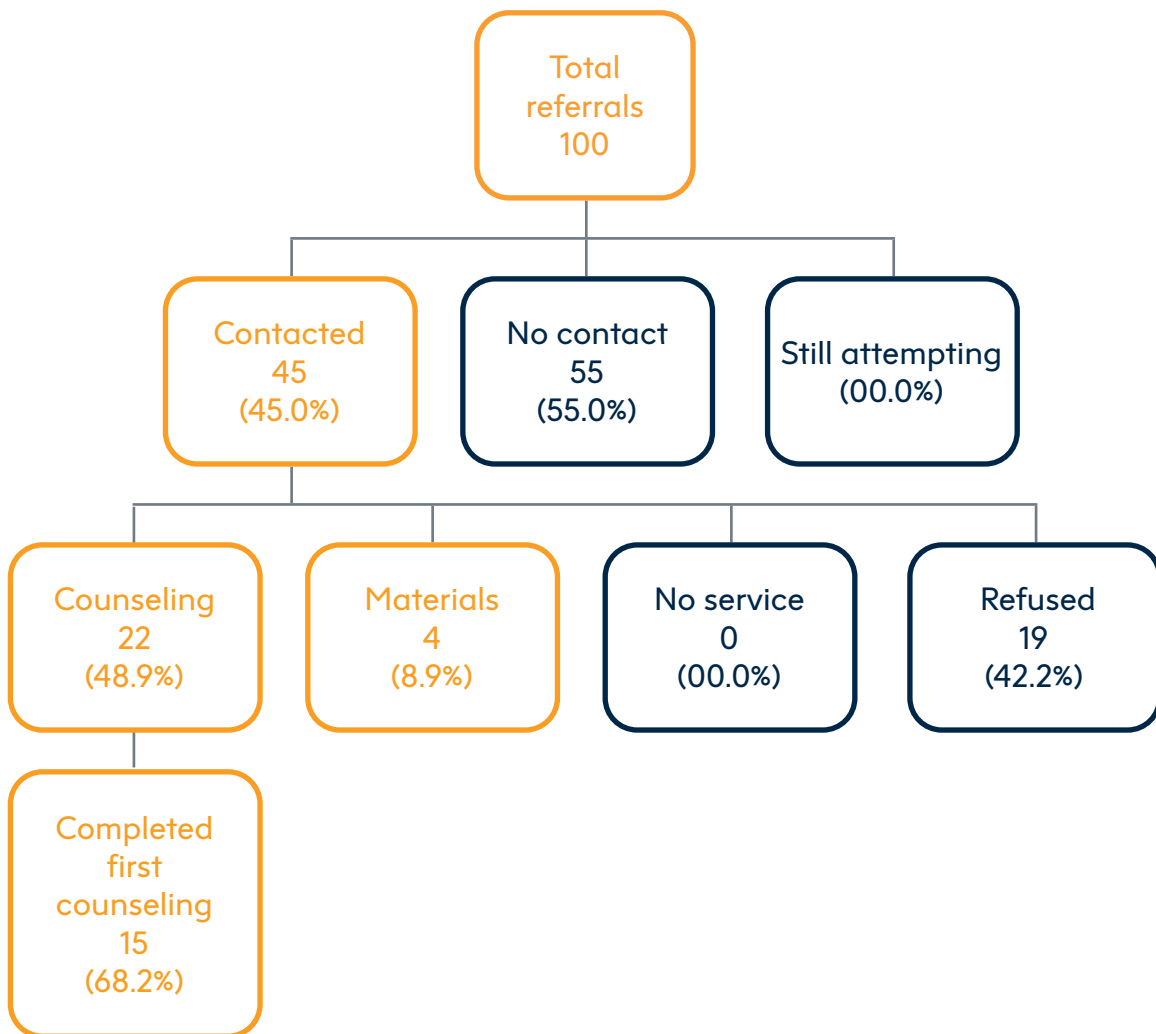 Total
referrals
100
Contacted
45
(45.0%)
No contact
55
(55.0%)
Still attempting
(00.0%)
Counseling
22
(48.9%)
Materials
4
(8.9%)
No service
0
(00.0%)
Refused
19
(42.2%)
Completed
first
counseling
15
(68.2%)